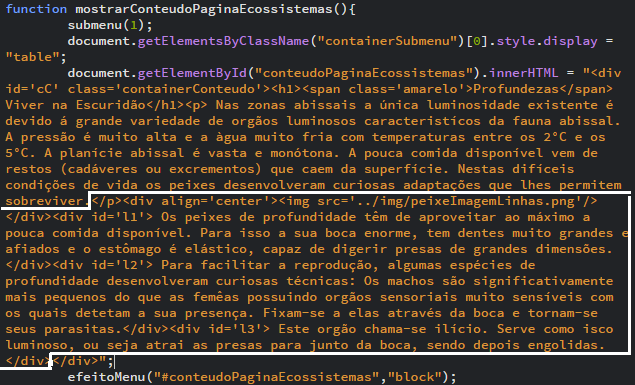 function mostrarConteudoPaginaEcossistemas(){
submenu(1);
document.getElementsByClassName("containerSubmenu")[0].style.display =
"table";
document.getElementById("conteudoPaginaEcossistemas").innerHTML = "<div
id='cC' class='containerConteudo'><h1><span class='amarelo'>Profundezas</span>
Viver na Escuridão</h1><p> Nas zonas abissais a única luminosidade existente é
devido á grande variedade de orgãos luminosos característicos da fauna abissal.
A pressão é muito alta e a àgua muito fria com temperaturas entre os 2°C e os
5°C. A planície abissal é vasta e monótona. A pouca comida disponível vem de
restos (cadáveres ou excrementos) que caem da superfície. Nestas difíceis
condições de vida os peixes desenvolveram curiosas adaptações que lhes permitem
sobreviver.</p><div align='center'><img src='../img/peixeImagemLinhas.png'/>
</div><div id='l1'> Os peixes de profundidade têm de aproveitar ao máximo a
pouca comida disponível. Para isso a sua boca enorme, tem dentes muito grandes e
afiados e o estômago é elástico, capaz de digerir presas de grandes dimensões.
</div><div id='l2'> Para facilitar a reprodução, algumas espécies de
profundidade desenvolveram curiosas técnicas: Os machos são significativamente
mais pequenos do que as femêas possuindo orgãos sensoriais muito sensíveis com
os quais detetam a sua presença. Fixam-se a elas através da boca e tornam-se
seus parasitas.</div><div id='l3'> Este orgão chama-se ilício. Serve como isco
luminoso, ou seja atrai as presas para junto da boca, sendo depois engolidas.
</div></div>";
efeitoMenu("#conteudoPaginaEcossistemas","block");